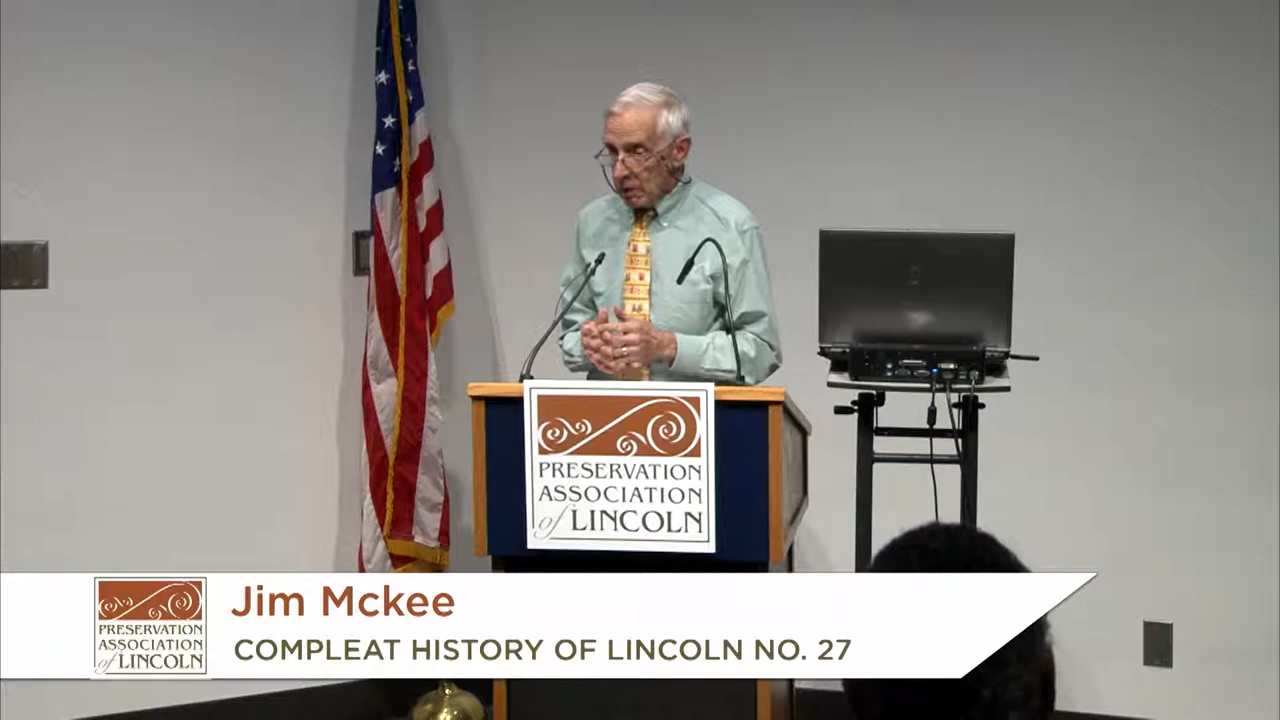 PRESERVATION
ASSOCIATION
of LINCOLN
Jim Mckee
COMPLEAT HISTORY OF LINCOLN NO. 27
PRESERVATION
ASSOCIATION
of LINCOLN